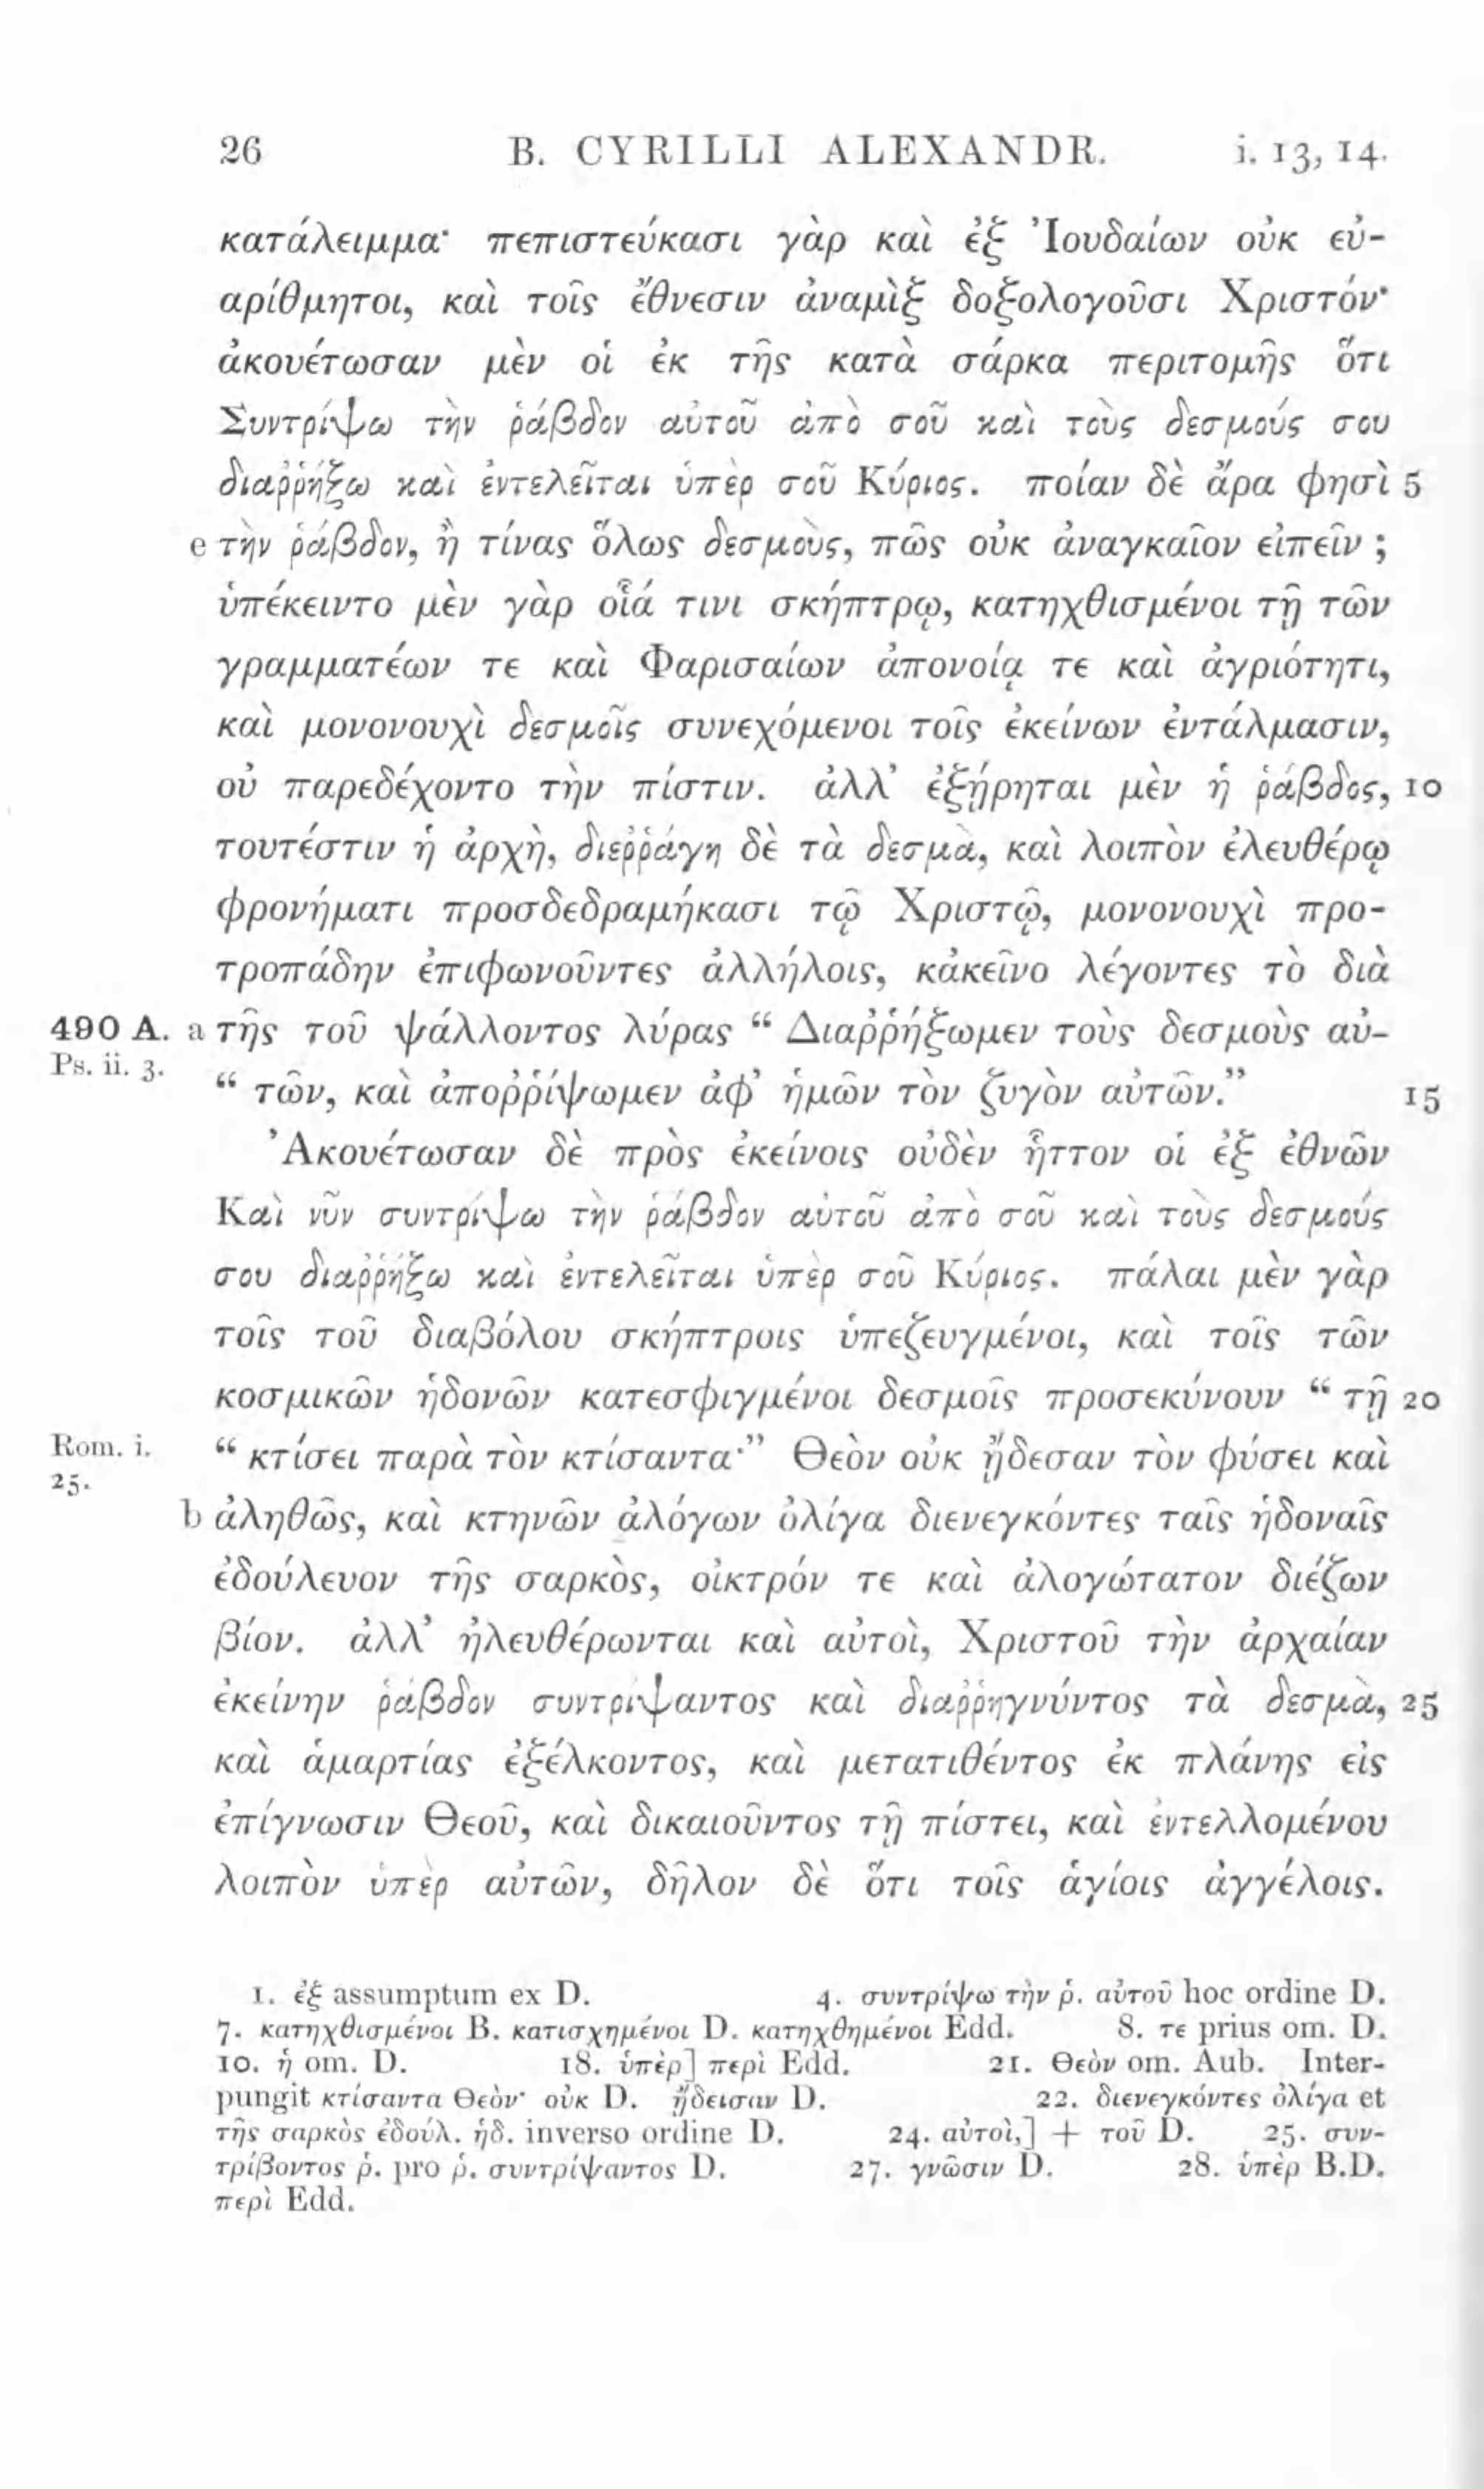 26 B. CYRILLI ALEXANDR. i. 13, 14.
κατάλειμμα· πεπιστεύκασι γὰρ καὶ ἐξ Ἰουδαίων οὐκ εὐ-
αρίθμητοι, καὶ τοῖς ἔθνεσιν ἀναμὶξ δοξολογοῦσι Χριστόν·
ἀκουέτωσαν μὲν οἱ ἐκ τῆς κατὰ σάρκα περιτομῆς ὅτι
Συντρίψω τὴν ῥάβδον αὐτοῦ ἀπὸ σοῦ καὶ τοὺς δεσμούς σου
διαῤῥήξω καὶ ἐντελεῖται ὑπὲρ σοῦ Κύριος. ποίαν δὲ ἄρα φησὶ 5
e τὴν ῥάβδον, ἢ τίνας ὅλως δεσμοὺς, πῶς οὐκ ἀναγκαῖον εἰπεῖν ;
ὑπέκειντο μὲν γὰρ οἷά τινι σκήπτρῳ, κατηχθισμένοι τῇ τῶν
γραμματέων τε καὶ Φαρισαίων ἀπονοίᾳ τε καὶ ἀγριότητι,
καὶ μονονουχὶ δεσμοῖς συνεχόμενοι τοῖς ἐκείνων ἐντάλμασιν,
οὐ παρεδέχοντο τὴν πίστιν. ἀλλ’ ἐξῄρηται μὲν ἡ ῥάβδος, 10
τουτέστιν ἡ ἀρχὴ, διεῤῥάγη δὲ τὰ δεσμὰ, καὶ λοιπὸν ἐλευθέρῳ
φρονήματι προσδεδραμήκασι τῷ Χριστῷ, μονονουχὶ προ-
τροπάδην ἐπιφωνοῦντες ἀλλήλοις, κἀκεῖνο λέγοντες τὸ διὰ
490 A. a τῆς τοῦ ψάλλοντος λύρας “ Διαῤῥήξωμεν τοὺς δεσμοὺς αὐ-
Ps. ii. 3. “ τῶν, καὶ ἀποῤῥίψωμεν ἀφ’ ἡμῶν τὸν ζυγὸν αὐτῶν.” 15
Ἀκουέτωσαν δὲ πρὸς ἐκείνοις οὐδὲν ἧττον οἱ ἐξ ἐθνῶν
Καὶ νῦν συντρίψω τὴν ῥάβδον αὐτοῦ ἀπὸ σοῦ καὶ τοὺς δεσμούς
σου διαῤῥήξω καὶ ἐντελεῖται ὑπὲρ σοῦ Κύριος. πάλαι μὲν γὰρ
τοῖς τοῦ διαβόλου σκήπτροις ὑπεζευγμένοι, καὶ τοῖς τῶν
κοσμικῶν ἡδονῶν κατεσφιγμένοι δεσμοῖς προσεκύνουν “ τῇ 20
Rom. i. “ κτίσει παρὰ τὸν κτίσαντα·” Θεὸν οὐκ ᾔδεσαν τὸν φύσει καὶ
25.
b ἀληθῶς, καὶ κτηνῶν ἀλόγων ὀλίγα διενεγκόντες ταῖς ἡδοναῖς
ἐδούλευον τῆς σαρκὸς, οἰκτρόν τε καὶ ἀλογώτατον διέζων
βίον. ἀλλ’ ἠλευθέρωνται καὶ αὐτοὶ, Χριστοῦ τὴν ἀρχαίαν
ἐκείνην ῥάβδον συντρίψαντος καὶ διαῤῥηγνύντος τὰ δεσμὰ, 25
καὶ ἁμαρτίας ἐξέλκοντος, καὶ μετατιθέντος ἐκ πλάνης εἰς
ἐπίγνωσιν Θεοῦ, καὶ δικαιοῦντος τῇ πίστει, καὶ ἐντελλομένου
λοιπὸν ὑπὲρ αὐτῶν, δῆλον δὲ ὅτι τοῖς ἁγίοις ἀγγέλοις.
1. ἐξ assumptum ex D. 4. συντρίψω τὴν ῥ. αὐτοῦ hoc ordine D.
7. κατηχθισμένοι B. κατισχημένοι D. κατηχθημένοι Edd. 8. τε prius om. D.
10. ἡ om. D. 18. ὑπὲρ] περὶ Edd. 21. Θεὸν om. Aub. Inter-
pungit κτίσαντα Θεὸν· οὐκ D. ᾔδεισαν D. 22. διενεγκόντες ὀλίγα et
τῆς σαρκὸς ἐδούλ. ἡδ. inverso ordine D. 24. αὐτοὶ,] + τοῦ D. 25. συν-
τρίβοντος ῥ. pro ῥ. συντρίψαντος D. 27. γνῶσιν D. 28. ὑπὲρ B.D.
περὶ Edd.